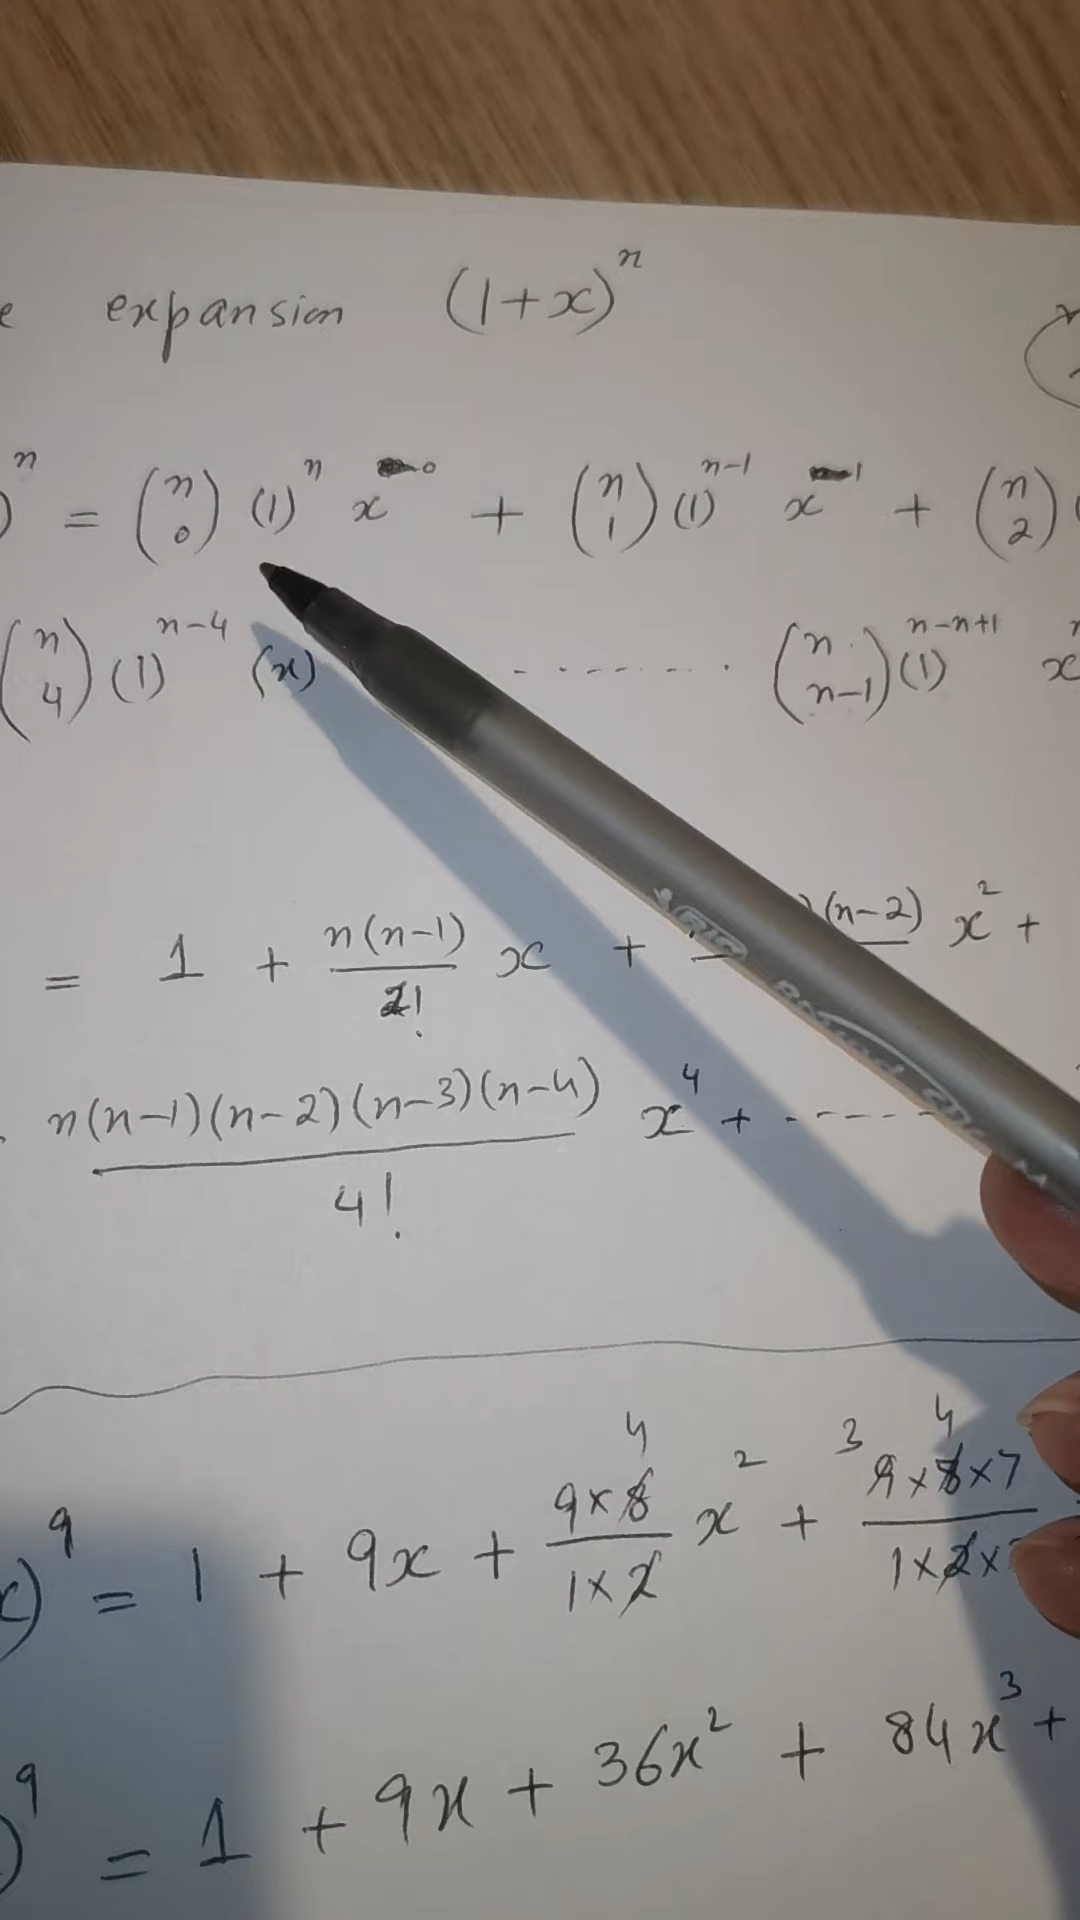 e expansion (1+x)^n
)^n = (n 0) (1)^n x^0 + (n 1) (1)^(n-1) x^1 + (n 2) (
(n 4) (1)^(n-4) (x) ------- (n n-1) (1)^(n-n+1) x^n
= 1 + n(n-1)/2! x + (n-2) x^2 +
n(n-1)(n-2)(n-3)(n-4)/4! x^4 + -----
x)^9 = 1 + 9x + 9×8/1×2 x^2 + 9×8×7/1×2×
)^9 = 1 + 9x + 36x^2 + 84x^3 +
BIC